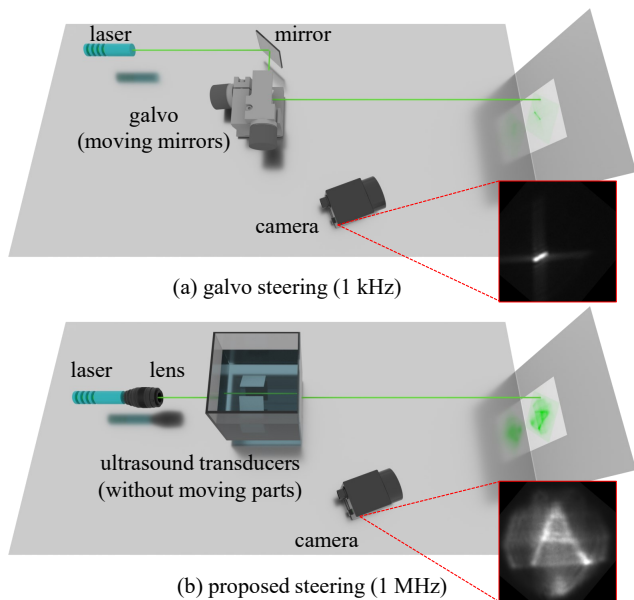 laser
mirror
galvo
(moving mirrors)
camera
(a) galvo steering (1 kHz)
laser
lens
ultrasound transducers
(without moving parts)
camera
A
(b) proposed steering (1 MHz)